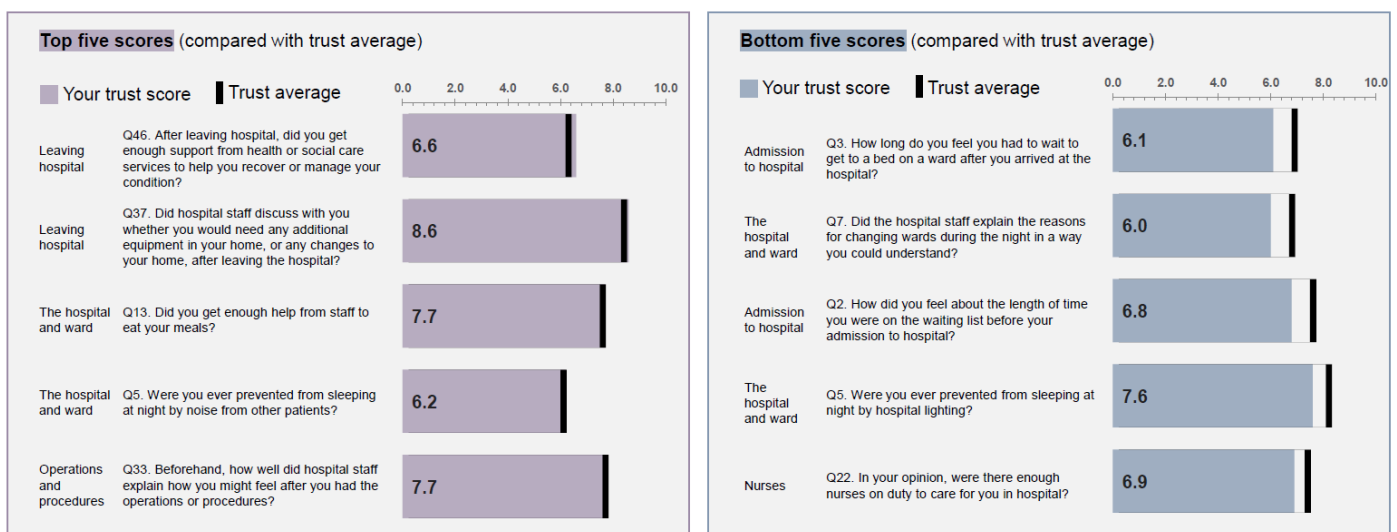 Top five scores (compared with trust average)
Your trust score
Trust average
0.0 2.0 4.0 6.0 8.0 10.0
Leaving
hospital
Q46. After leaving hospital, did you get
enough support from health or social care
services to help you recover or manage your
condition?
6.6
Leaving
hospital
Q37. Did hospital staff discuss with you
whether you would need any additional
equipment in your home, or any changes to
your home, after leaving the hospital?
8.6
The hospital
and ward
Q13. Did you get enough help from staff to
eat your meals?
7.7
The hospital
and ward
Q5. Were you ever prevented from sleeping
at night by noise from other patients?
6.2
Operations
and
procedures
Q33. Beforehand, how well did hospital staff
explain how you might feel after you had the
operations or procedures?
7.7
Bottom five scores (compared with trust average)
Your trust score
Trust average
0.0 2.0 4.0 6.0 8.0 10.0
Admission
to hospital
Q3. How long do you feel you had to wait to
get to a bed on a ward after you arrived at the
hospital?
6.1
The
hospital
and ward
Q7. Did the hospital staff explain the reasons
for changing wards during the night in a way
you could understand?
6.0
Admission
to hospital
Q2. How did you feel about the length of time
you were on the waiting list before your
admission to hospital?
6.8
The
hospital
and ward
Q5. Were you ever prevented from sleeping at
night by hospital lighting?
7.6
Nurses
Q22. In your opinion, were there enough
nurses on duty to care for you in hospital?
6.9